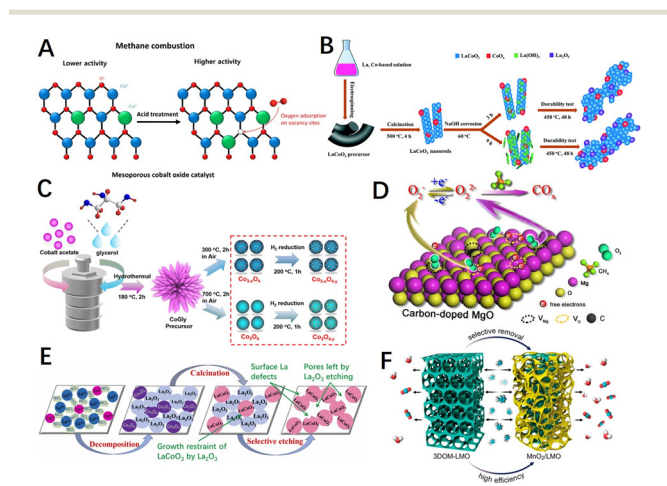 A
Methane combustion
Lower activity
Higher activity
Acid treatment
Oxygen adsorption
on vacancy sites
Mesoporous cobalt oxide catalyst
B
La, Co-based solution
LaCoO₃
CoOₓ
La(OH)₃
La₂O₃
Electrospinning
LaCoO₃ precursor
Calcination
500 °C, 4 h
LaCoO₃ nanorods
NaOH corrosion
60 °C
Durability test
450 °C, 48 h
Durability test
450 °C, 48 h
C
Cobalt acetate
glycerol
Hydrothermal
180 °C, 2h
CoGly
Precursor
300 °C, 2h
in Air
700 °C, 2h
in Air
H₂ reduction
200 °C, 1h
H₂ reduction
200 °C, 1h
D
+e⁻
-e⁻
Carbon-doped MgO
O₂
CH₄
Mg
O
free electrons
V_Mg
V_O
C
E
Calcination
Surface La
defects
Pores left by
La₂O₃ etching
Decomposition
Growth restraint of
LaCoO₃ by La₂O₃
Selective etching
F
selective removal
3DOM-LMO
MnO₂/LMO
high efficiency